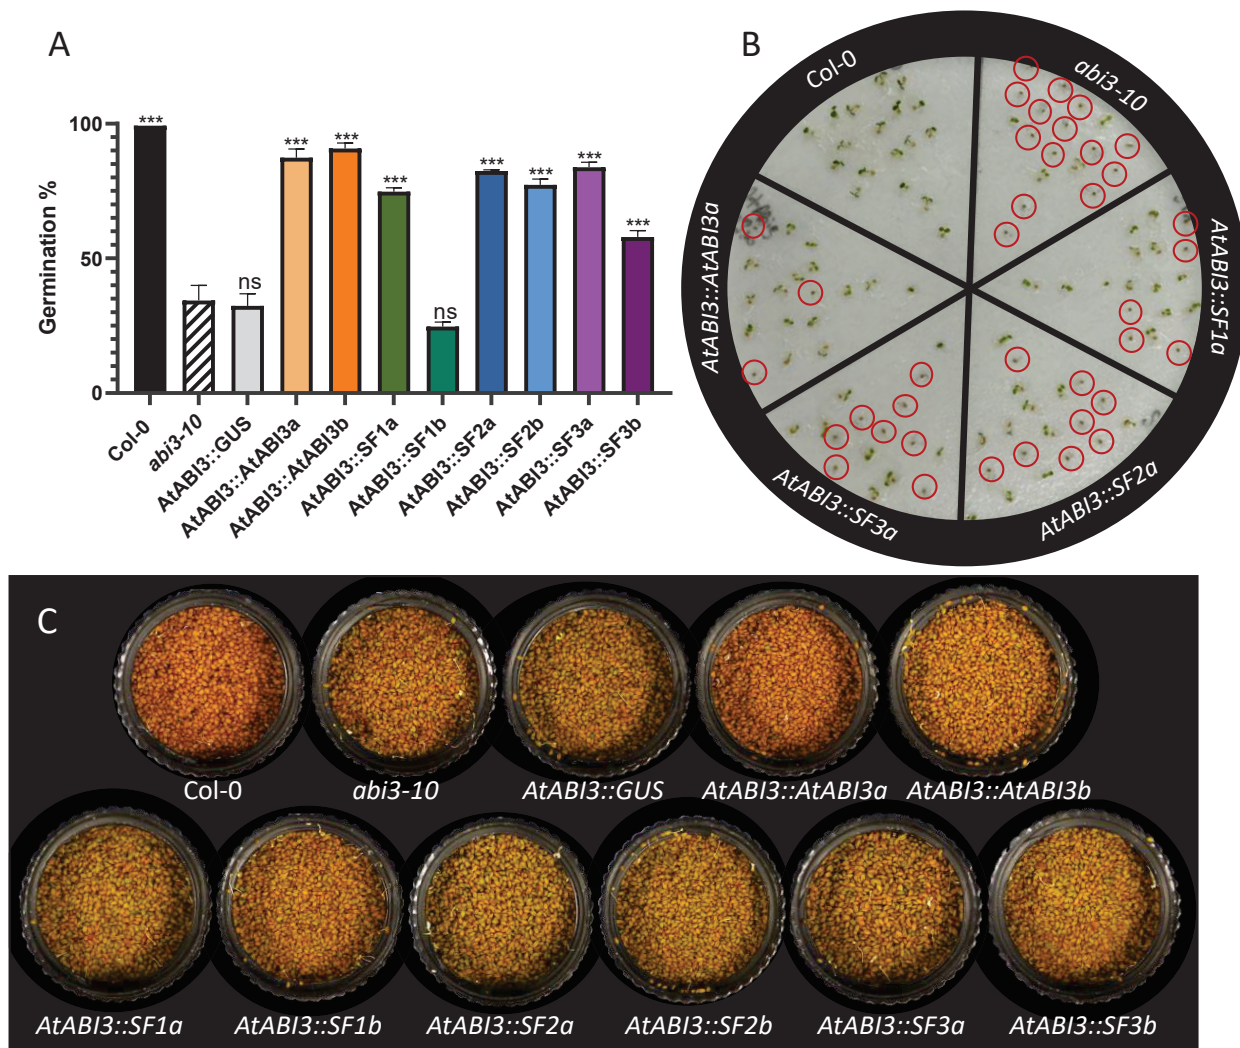 A
Germination %
100
50
0
***
ns
***
***
***
ns
***
***
***
***
Col-0
abi3-10
AtABI3::GUS
AtABI3::AtABI3a
AtABI3::AtABI3b
AtABI3::SF1a
AtABI3::SF1b
AtABI3::SF2a
AtABI3::SF2b
AtABI3::SF3a
AtABI3::SF3b
B
Col-0
abi3-10
AtABI3::SF1a
AtABI3::SF2a
AtABI3::SF3a
AtABI3::AtABI3a
C
Col-0
abi3-10
AtABI3::GUS
AtABI3::AtABI3a
AtABI3::AtABI3b
AtABI3::SF1a
AtABI3::SF1b
AtABI3::SF2a
AtABI3::SF2b
AtABI3::SF3a
AtABI3::SF3b